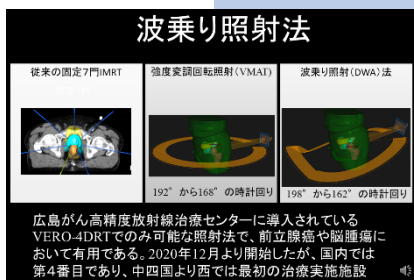 波乗り照射法
従来の固定7門IMRT
強度変調回転照射(VMAT)
波乗り照射(DWA)法
192°から168°の時計回り
198°から162°の時計回り
広島がん高精度放射線治療センターに導入されている
VERO-4DRTでのみ可能な照射法で、前立腺癌や脳腫瘍に
おいて有用である。2020年12月より開始したが、国内では
第4番目であり、中四国より西では最初の治療実施施設